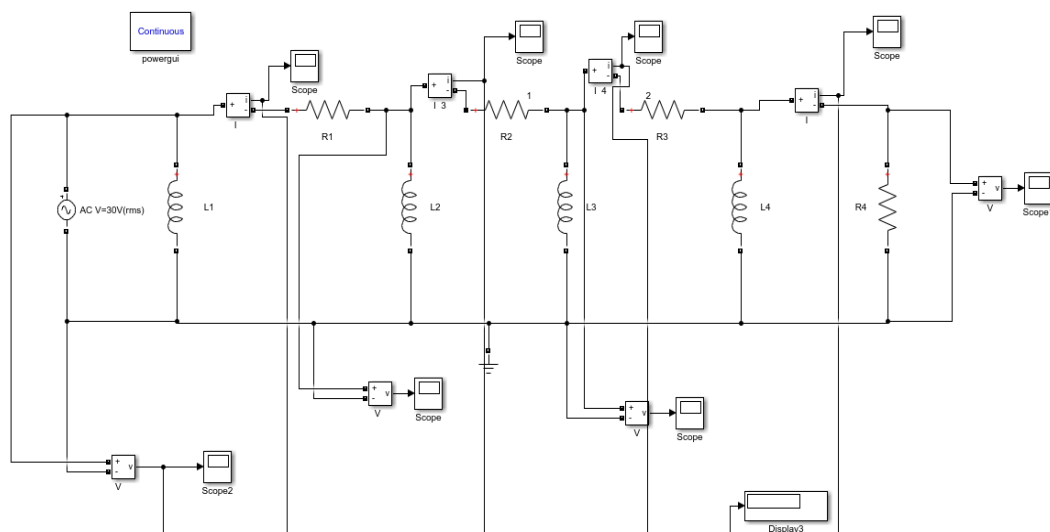 Continuous
powergui
Scope
Scope
Scope
Scope
+
i
-
I
R1
+
i
-
I 3
1
R2
+
i
-
I 4
2
R3
+
i
-
I
+
AC V=30V(rms)
L1
L2
L3
L4
R4
+
-
v
V
Scope
+
-
v
V
Scope
+
-
v
V
Scope
+
-
v
V
Scope2
Display3